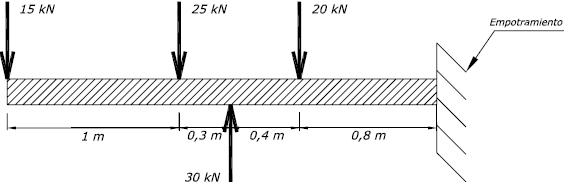 15 kN
25 kN
20 kN
Empotramiento
1 m
0,3 m
0,4 m
0,8 m
30 kN